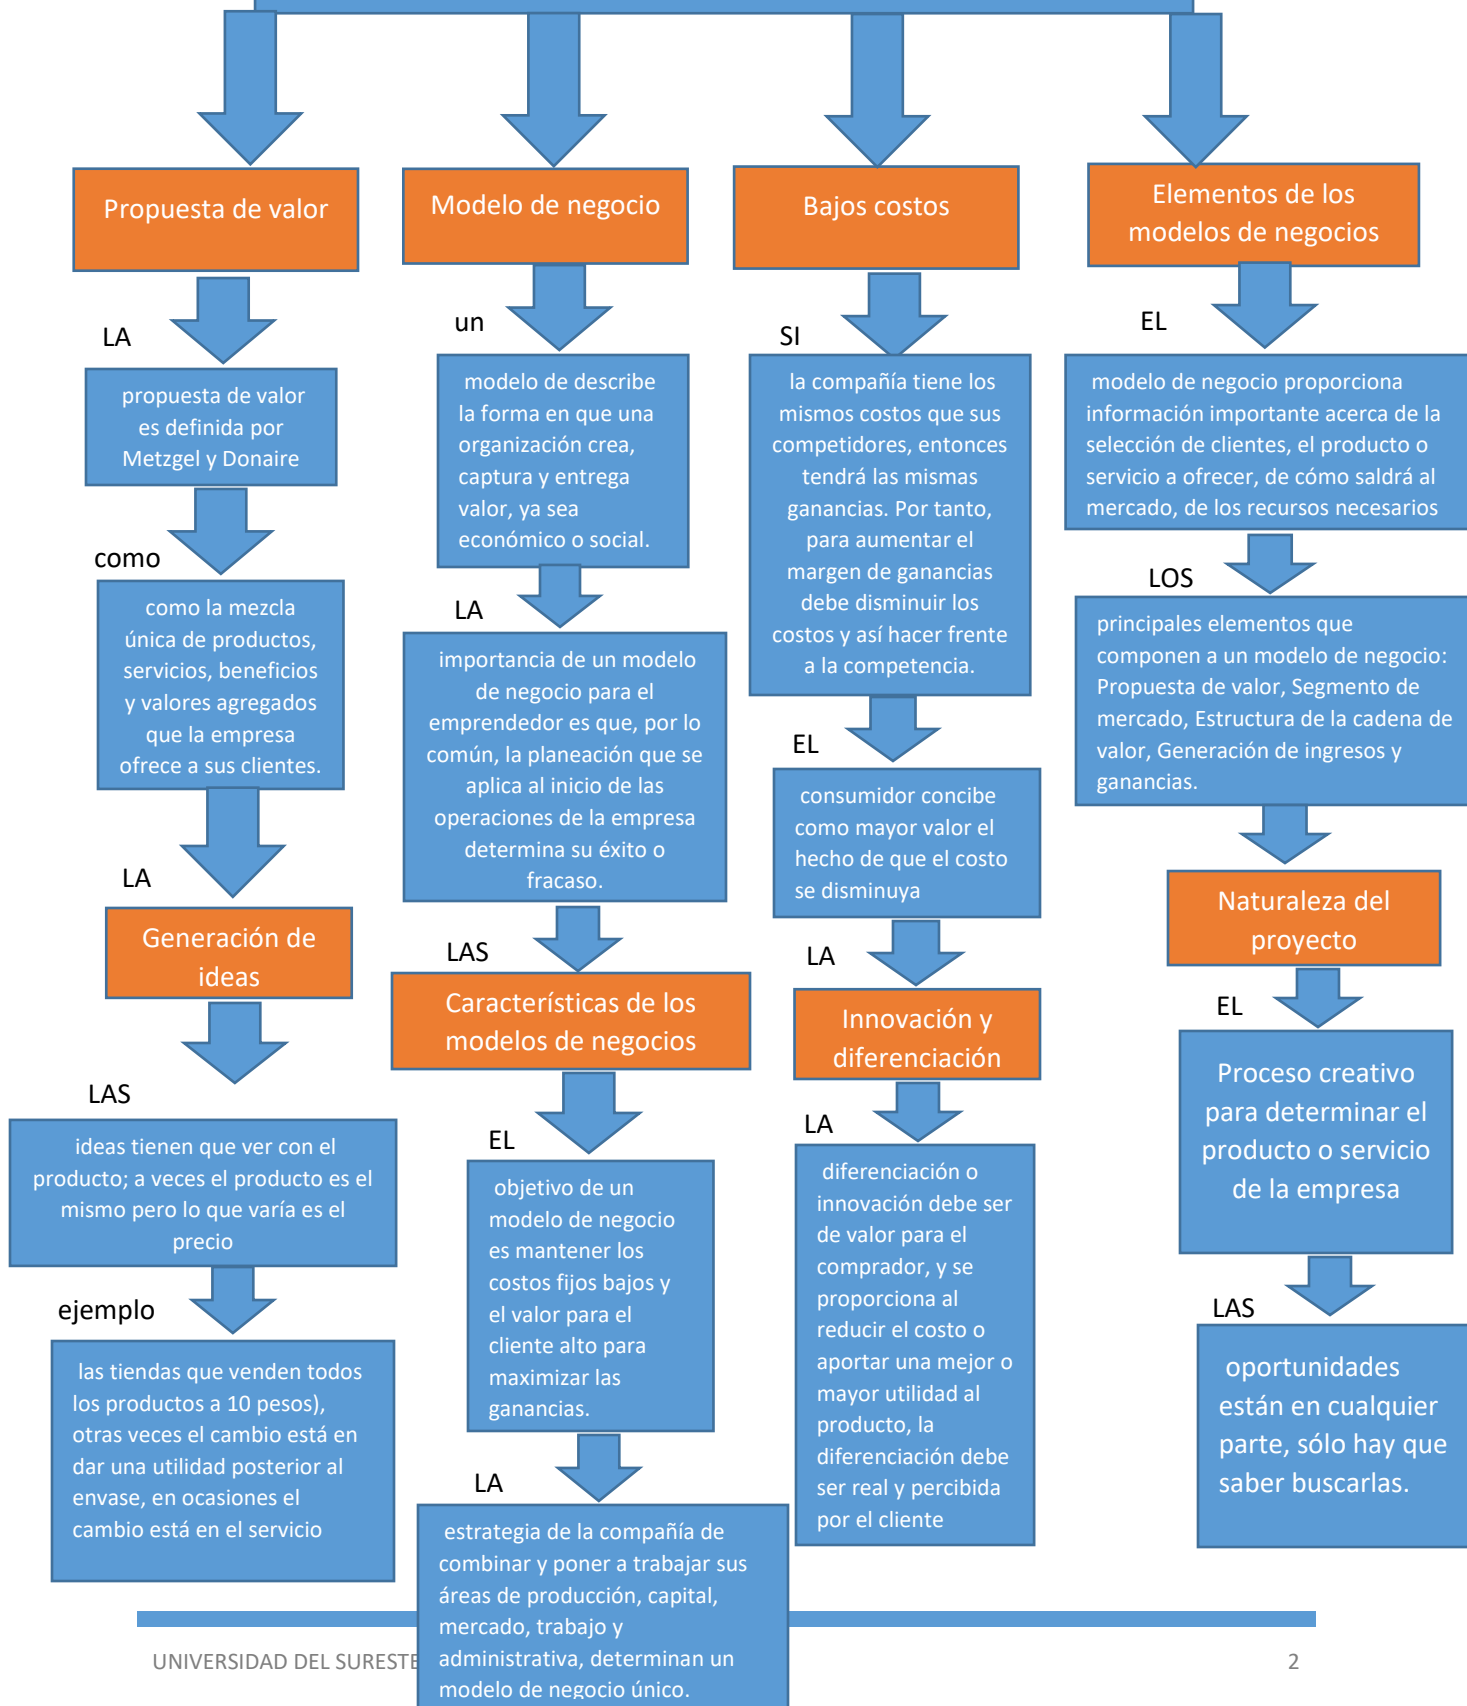 Propuesta de valor
LA
propuesta de valor
es definida por
Metzgel y Donaire
como
como la mezcla
única de productos,
servicios, beneficios
y valores agregados
que la empresa
ofrece a sus clientes.
LA
Generación de
ideas
LAS
ideas tienen que ver con el
producto; a veces el producto es el
mismo pero lo que varía es el
precio
ejemplo
las tiendas que venden todos
los productos a 10 pesos),
otras veces el cambio está en
dar una utilidad posterior al
envase, en ocasiones el
cambio está en el servicio
Modelo de negocio
un
modelo de describe
la forma en que una
organización crea,
captura y entrega
valor, ya sea
económico o social.
LA
importancia de un modelo
de negocio para el
emprendedor es que, por lo
común, la planeación que se
aplica al inicio de las
operaciones de la empresa
determina su éxito o
fracaso.
LAS
Características de los
modelos de negocios
EL
objetivo de un
modelo de negocio
es mantener los
costos fijos bajos y
el valor para el
cliente alto para
maximizar las
ganancias.
LA
estrategia de la compañía de
combinar y poner a trabajar sus
áreas de producción, capital,
mercado, trabajo y
administrativa, determinan un
modelo de negocio único.
Bajos costos
SI
la compañía tiene los
mismos costos que sus
competidores, entonces
tendrá las mismas
ganancias. Por tanto,
para aumentar el
margen de ganancias
debe disminuir los
costos y así hacer frente
a la competencia.
EL
consumidor concibe
como mayor valor el
hecho de que el costo
se disminuya
LA
Innovación y
diferenciación
LA
diferenciación o
innovación debe ser
de valor para el
comprador, y se
proporciona al
reducir el costo o
aportar una mejor o
mayor utilidad al
producto, la
diferenciación debe
ser real y percibida
por el cliente
Elementos de los
modelos de negocios
EL
modelo de negocio proporciona
información importante acerca de la
selección de clientes, el producto o
servicio a ofrecer, de cómo saldrá al
mercado, de los recursos necesarios
LOS
principales elementos que
componen a un modelo de negocio:
Propuesta de valor, Segmento de
mercado, Estructura de la cadena de
valor, Generación de ingresos y
ganancias.
Naturaleza del
proyecto
EL
Proceso creativo
para determinar el
producto o servicio
de la empresa
LAS
oportunidades
están en cualquier
parte, sólo hay que
saber buscarlas.
UNIVERSIDAD DEL SURESTE
2